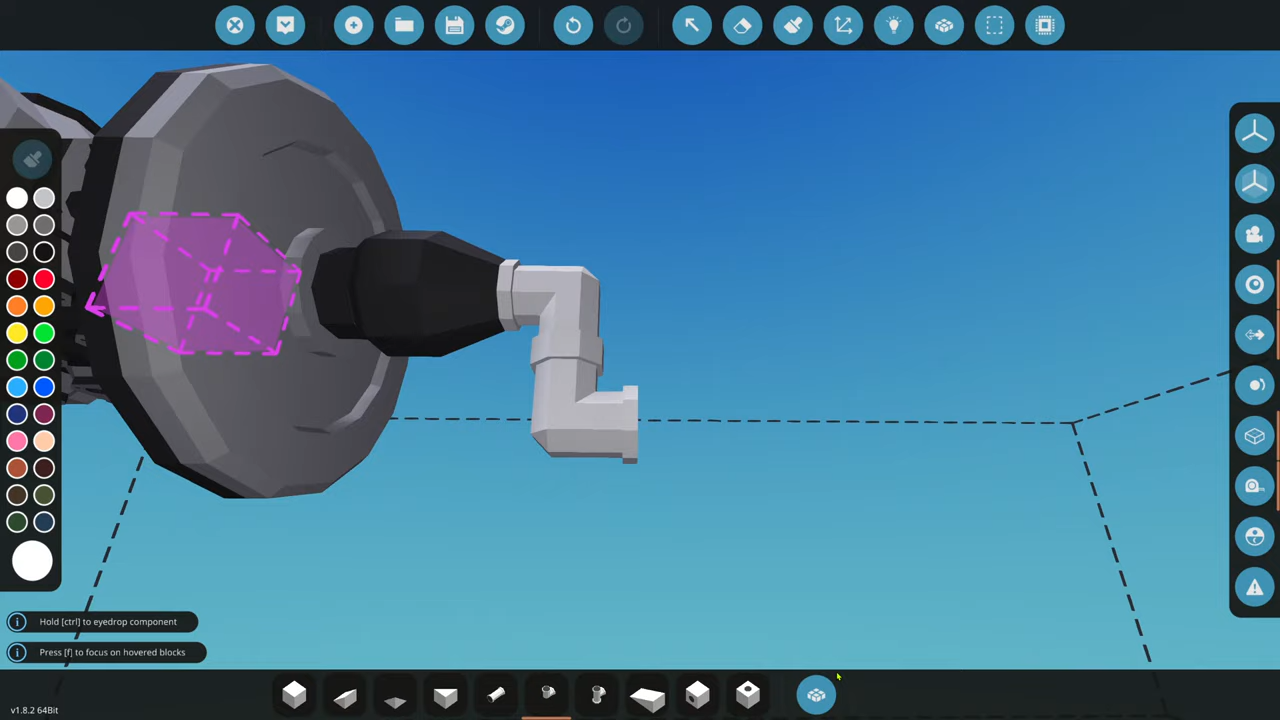 Hold [ctrl] to eyedrop component
Press [f] to focus on hovered blocks
v1.8.2 64Bit